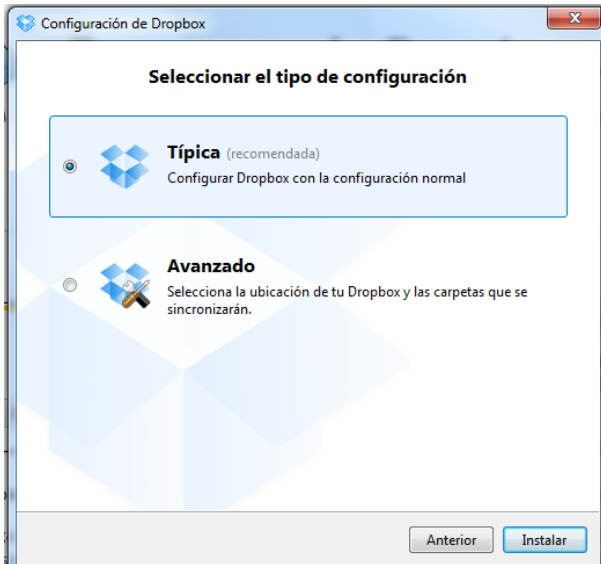 Configuración de Dropbox
Seleccionar el tipo de configuración
Típica (recomendada)
Configurar Dropbox con la configuración normal
Avanzado
Selecciona la ubicación de tu Dropbox y las carpetas que se
sincronizarán.
Anterior Instalar